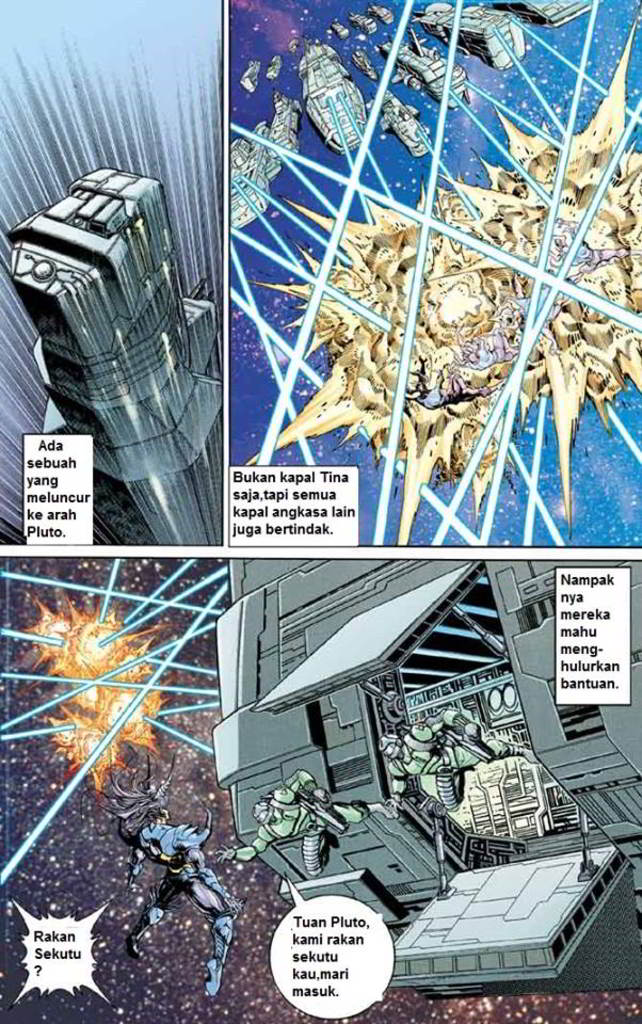 Ada
sebuah
yang
meluncur
ke arah
Pluto.
Bukan kapal Tina
saja,tapi semua
kapal angkasa lain
juga bertindak.
Nampak
nya
mereka
mahu
meng-
hulurkan
bantuan.
Rakan
Sekutu
?
Tuan Pluto,
kami rakan
sekutu
kau,mari
masuk.